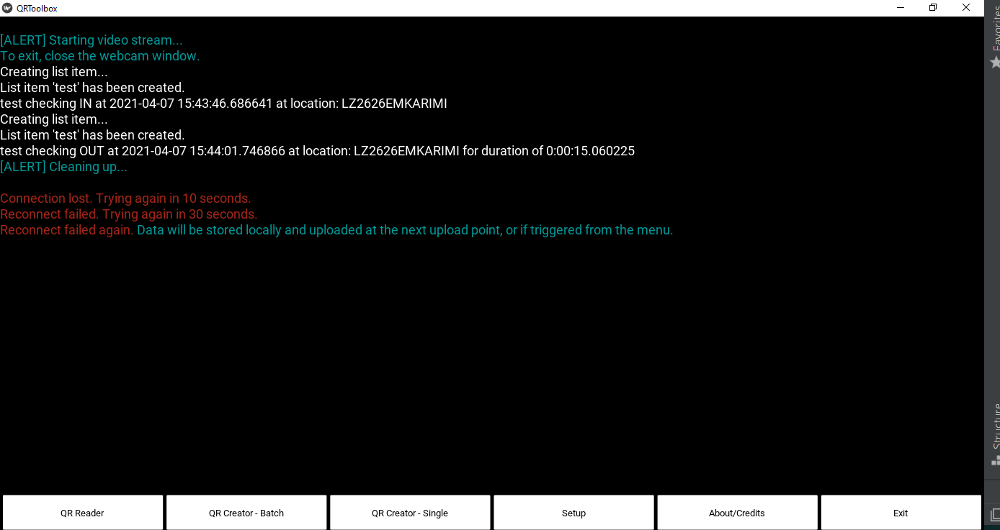 QRToolbox
[ALERT] Starting video stream...
To exit, close the webcam window.
Creating list item...
List item 'test' has been created.
test checking IN at 2021-04-07 15:43:46.686641 at location: LZ2626EMKARIMI
Creating list item...
List item 'test' has been created.
test checking OUT at 2021-04-07 15:44:01.746866 at location: LZ2626EMKARIMI for duration of 0:00:15.060225
[ALERT] Cleaning up...
Connection lost. Trying again in 10 seconds.
Reconnect failed. Trying again in 30 seconds.
Reconnect failed again. Data will be stored locally and uploaded at the next upload point, or if triggered from the menu.
QR Reader
QR Creator - Batch
QR Creator - Single
Setup
About/Credits
Exit
Favorites
Structure